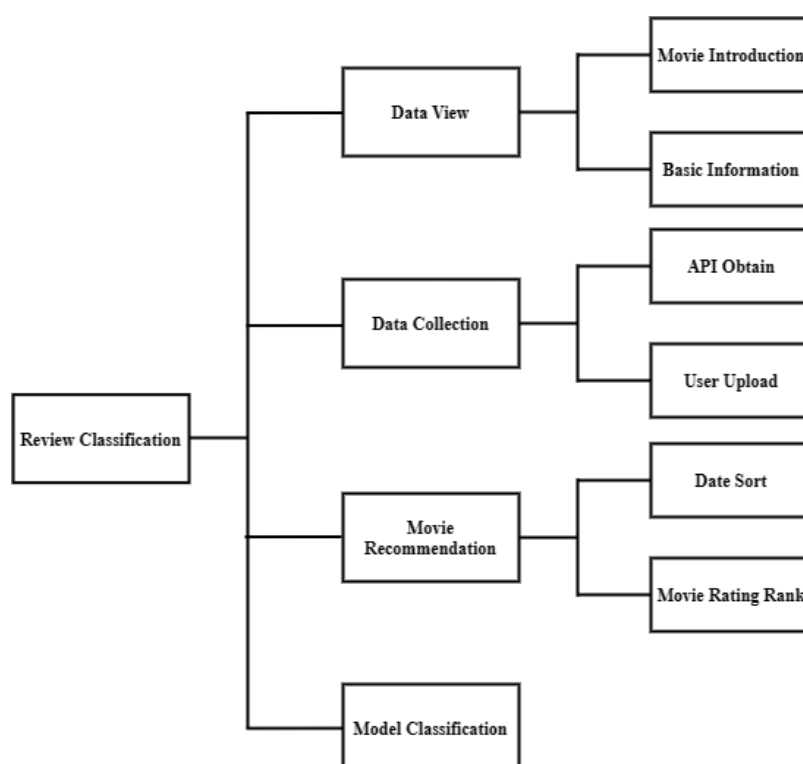 Movie Introduction
Data View
Basic Information
API Obtain
Data Collection
User Upload
Review Classification
Date Sort
Movie
Recommendation
Movie Rating Rank
Model Classification